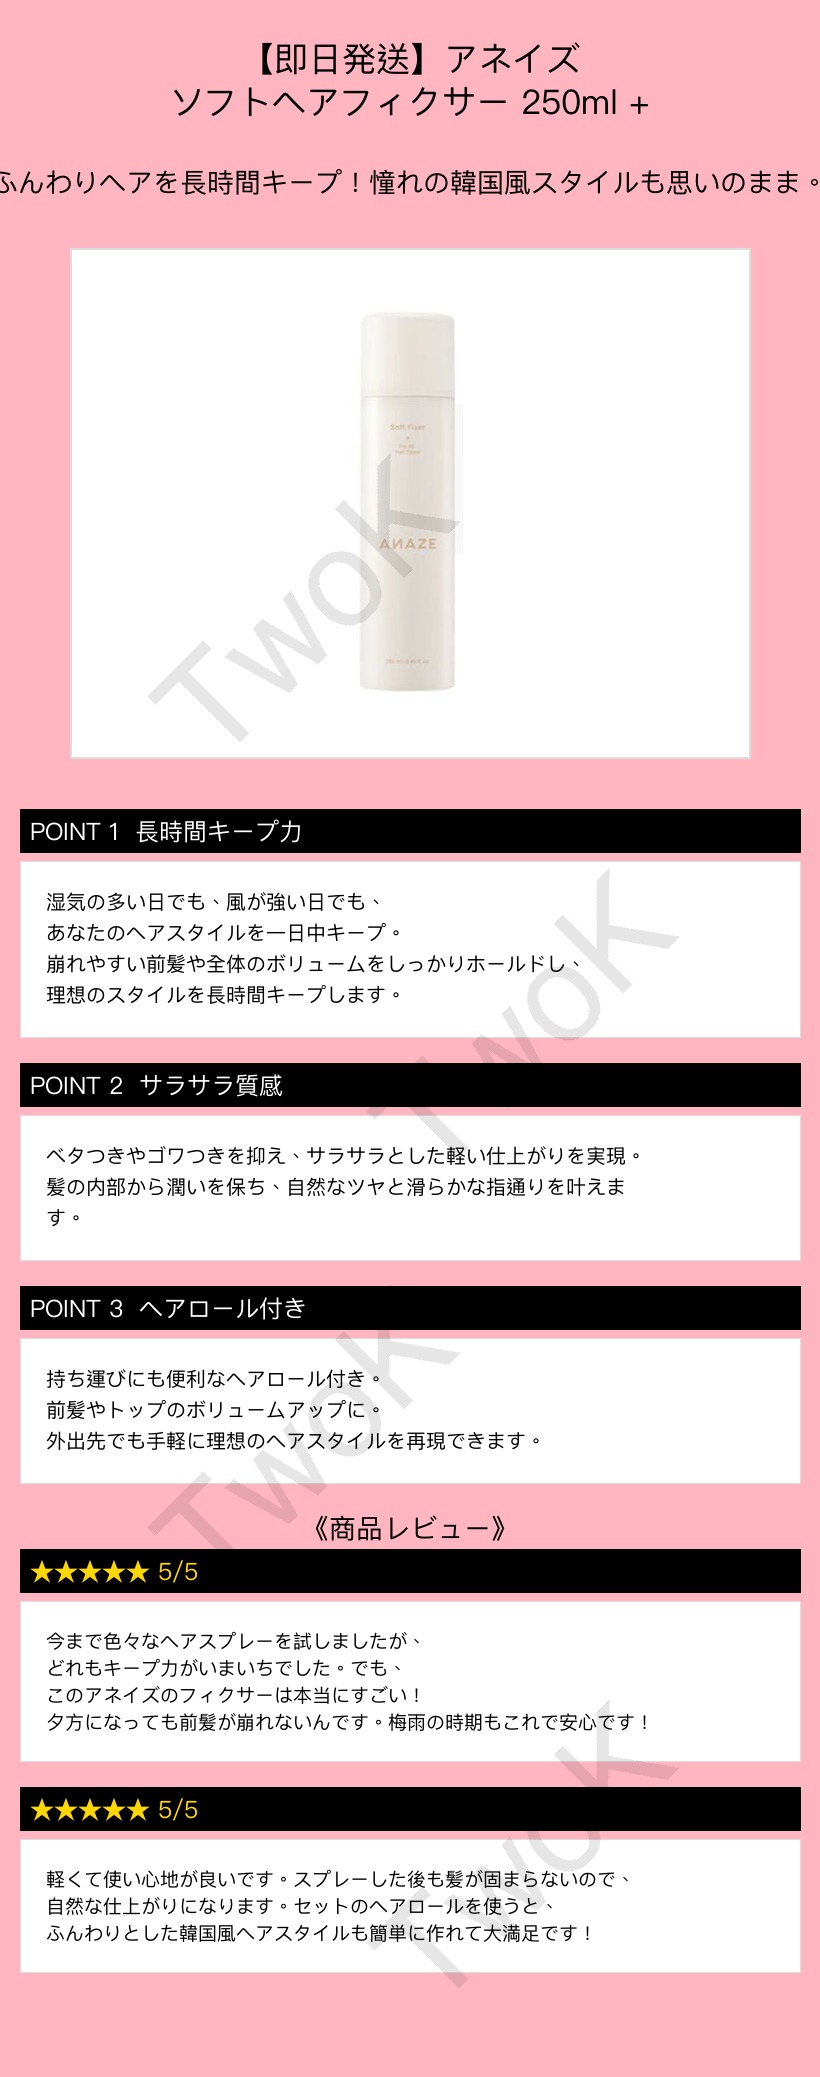 【即日発送】アネイズ
ソフトヘアフィクサー 250ml +
ふんわりヘアを長時間キープ！憧れの韓国風スタイルも思いのまま。
Soft Fixer
For All
Hair Types
TwoK
ANAZE
POINT 1 長時間キープ力
湿気の多い日でも、風が強い日でも、
あなたのヘアスタイルを一日中キープ。
崩れやすい前髪や全体のボリュームをしっかりホールドし、
理想のスタイルを長時間キープします。
TwoK
POINT 2 サラサラ質感
ベタつきやゴワつきを抑え、サラサラとした軽い仕上がりを実現。
髪の内部から潤いを保ち、自然なツヤと滑らかな指通りを叶えま
す。
POINT 3 ヘアロール付き
持ち運びにも便利なヘアロール付き。
前髪やトップのボリュームアップに。
外出先でも手軽に理想のヘアスタイルを再現できます。
TwoK
《商品レビュー》
★★★★★ 5/5
今まで色々なヘアスプレーを試しましたが、
どれもキープ力がいまいちでした。でも、
このアネイズのフィクサーは本当にすごい！
夕方になっても前髪が崩れないんです。梅雨の時期もこれで安心です！
★★★★★ 5/5
軽くて使い心地が良いです。スプレーした後も髪が固まらないので、
自然な仕上がりになります。セットのヘアロールを使うと、
ふんわりとした韓国風ヘアスタイルも簡単に作れて大満足です！
TwoK